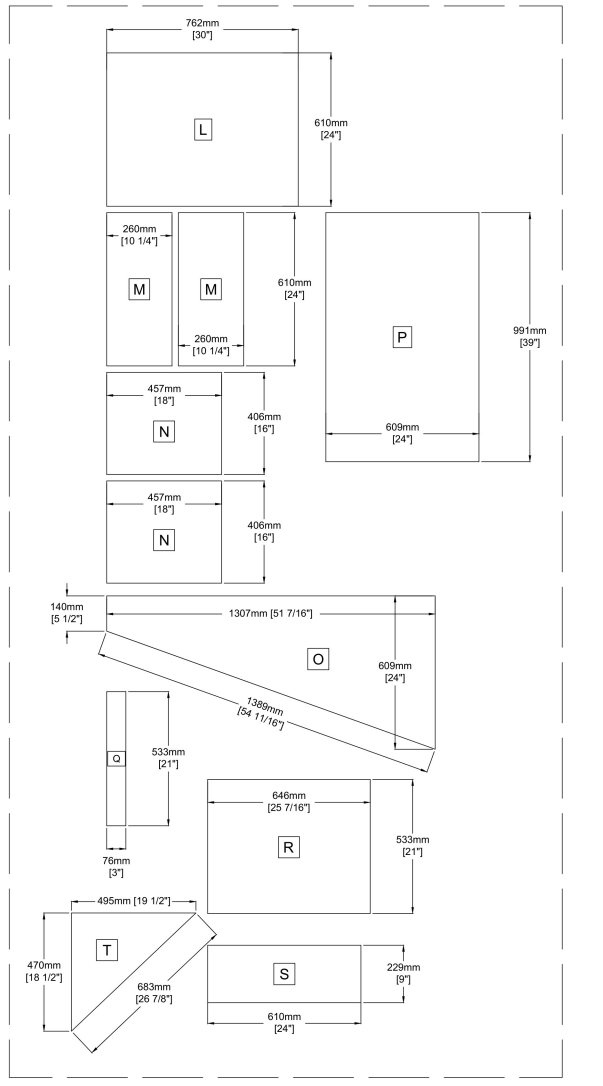 762mm
[30"]
L
610mm
[24"]
260mm
[10 1/4"]
M
M
610mm
[24"]
260mm
[10 1/4"]
P
991mm
[39"]
609mm
[24"]
457mm
[18"]
N
406mm
[16"]
457mm
[18"]
N
406mm
[16"]
140mm
[5 1/2"]
1307mm [51 7/16"]
O
609mm
[24"]
1389mm
[54 11/16"]
Q
533mm
[21"]
76mm
[3"]
646mm
[25 7/16"]
R
533mm
[21"]
495mm [19 1/2"]
T
470mm
[18 1/2"]
683mm
[26 7/8"]
S
229mm
[9"]
610mm
[24"]